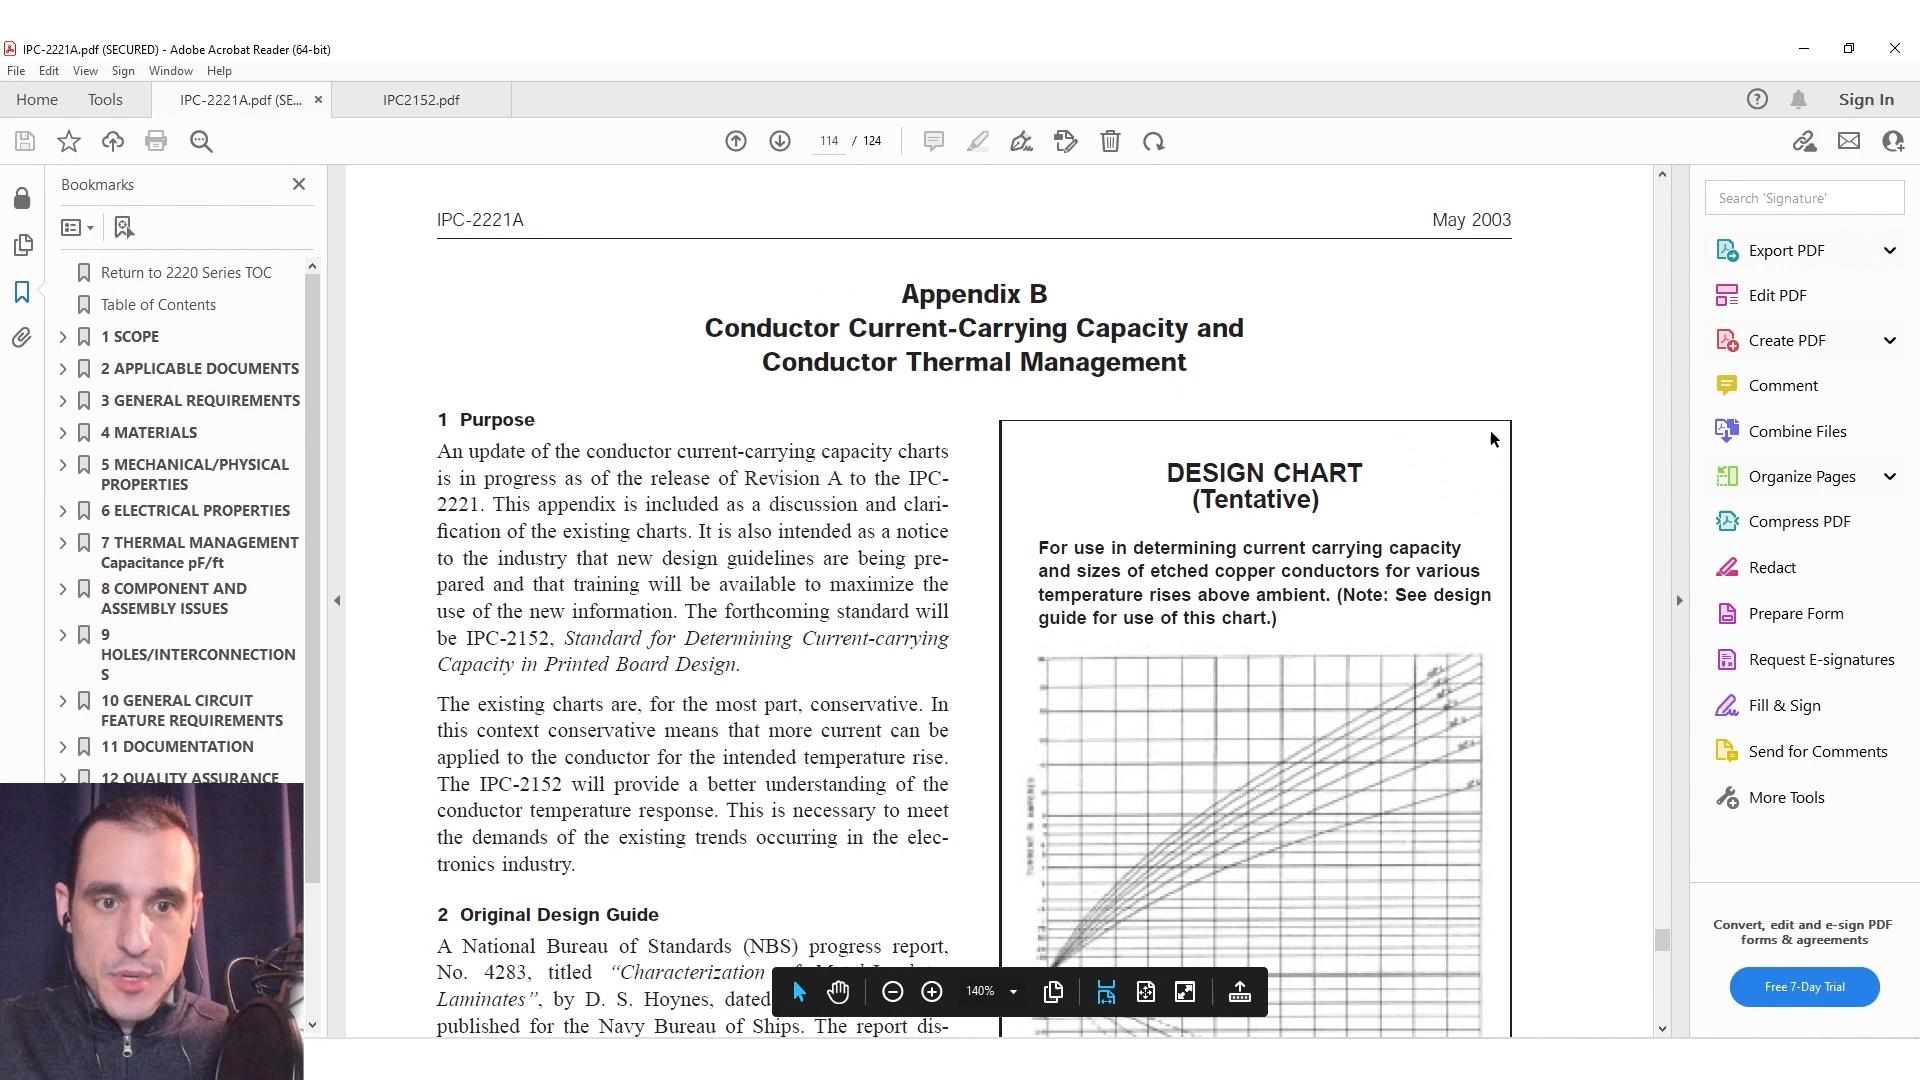 IPC-2221A.pdf (SECURED) - Adobe Acrobat Reader (64-bit)
File Edit View Sign Window Help
Home Tools IPC-2221A.pdf (SE... × IPC2152.pdf Sign In
114 / 124
Bookmarks
Return to 2220 Series TOC
Table of Contents
1 SCOPE
2 APPLICABLE DOCUMENTS
3 GENERAL REQUIREMENTS
4 MATERIALS
5 MECHANICAL/PHYSICAL
PROPERTIES
6 ELECTRICAL PROPERTIES
7 THERMAL MANAGEMENT
Capacitance pF/ft
8 COMPONENT AND
ASSEMBLY ISSUES
9
HOLES/INTERCONNECTION
S
10 GENERAL CIRCUIT
FEATURE REQUIREMENTS
11 DOCUMENTATION
12 QUALITY ASSURANCE
IPC-2221A May 2003
Appendix B
Conductor Current-Carrying Capacity and
Conductor Thermal Management
1 Purpose
An update of the conductor current-carrying capacity charts
is in progress as of the release of Revision A to the IPC-
2221. This appendix is included as a discussion and clari-
fication of the existing charts. It is also intended as a notice
to the industry that new design guidelines are being pre-
pared and that training will be available to maximize the
use of the new information. The forthcoming standard will
be IPC-2152, Standard for Determining Current-carrying
Capacity in Printed Board Design.
The existing charts are, for the most part, conservative. In
this context conservative means that more current can be
applied to the conductor for the intended temperature rise.
The IPC-2152 will provide a better understanding of the
conductor temperature response. This is necessary to meet
the demands of the existing trends occurring in the elec-
tronics industry.
2 Original Design Guide
A National Bureau of Standards (NBS) progress report,
No. 4283, titled “Characterization
Laminates”, by D. S. Hoynes, dated
published for the Navy Bureau of Ships. The report dis-
DESIGN CHART
(Tentative)
For use in determining current carrying capacity
and sizes of etched copper conductors for various
temperature rises above ambient. (Note: See design
guide for use of this chart.)
140%
Search 'Signature'
Export PDF
Edit PDF
Create PDF
Comment
Combine Files
Organize Pages
Compress PDF
Redact
Prepare Form
Request E-signatures
Fill & Sign
Send for Comments
More Tools
Convert, edit and e-sign PDF
forms & agreements
Free 7-Day Trial